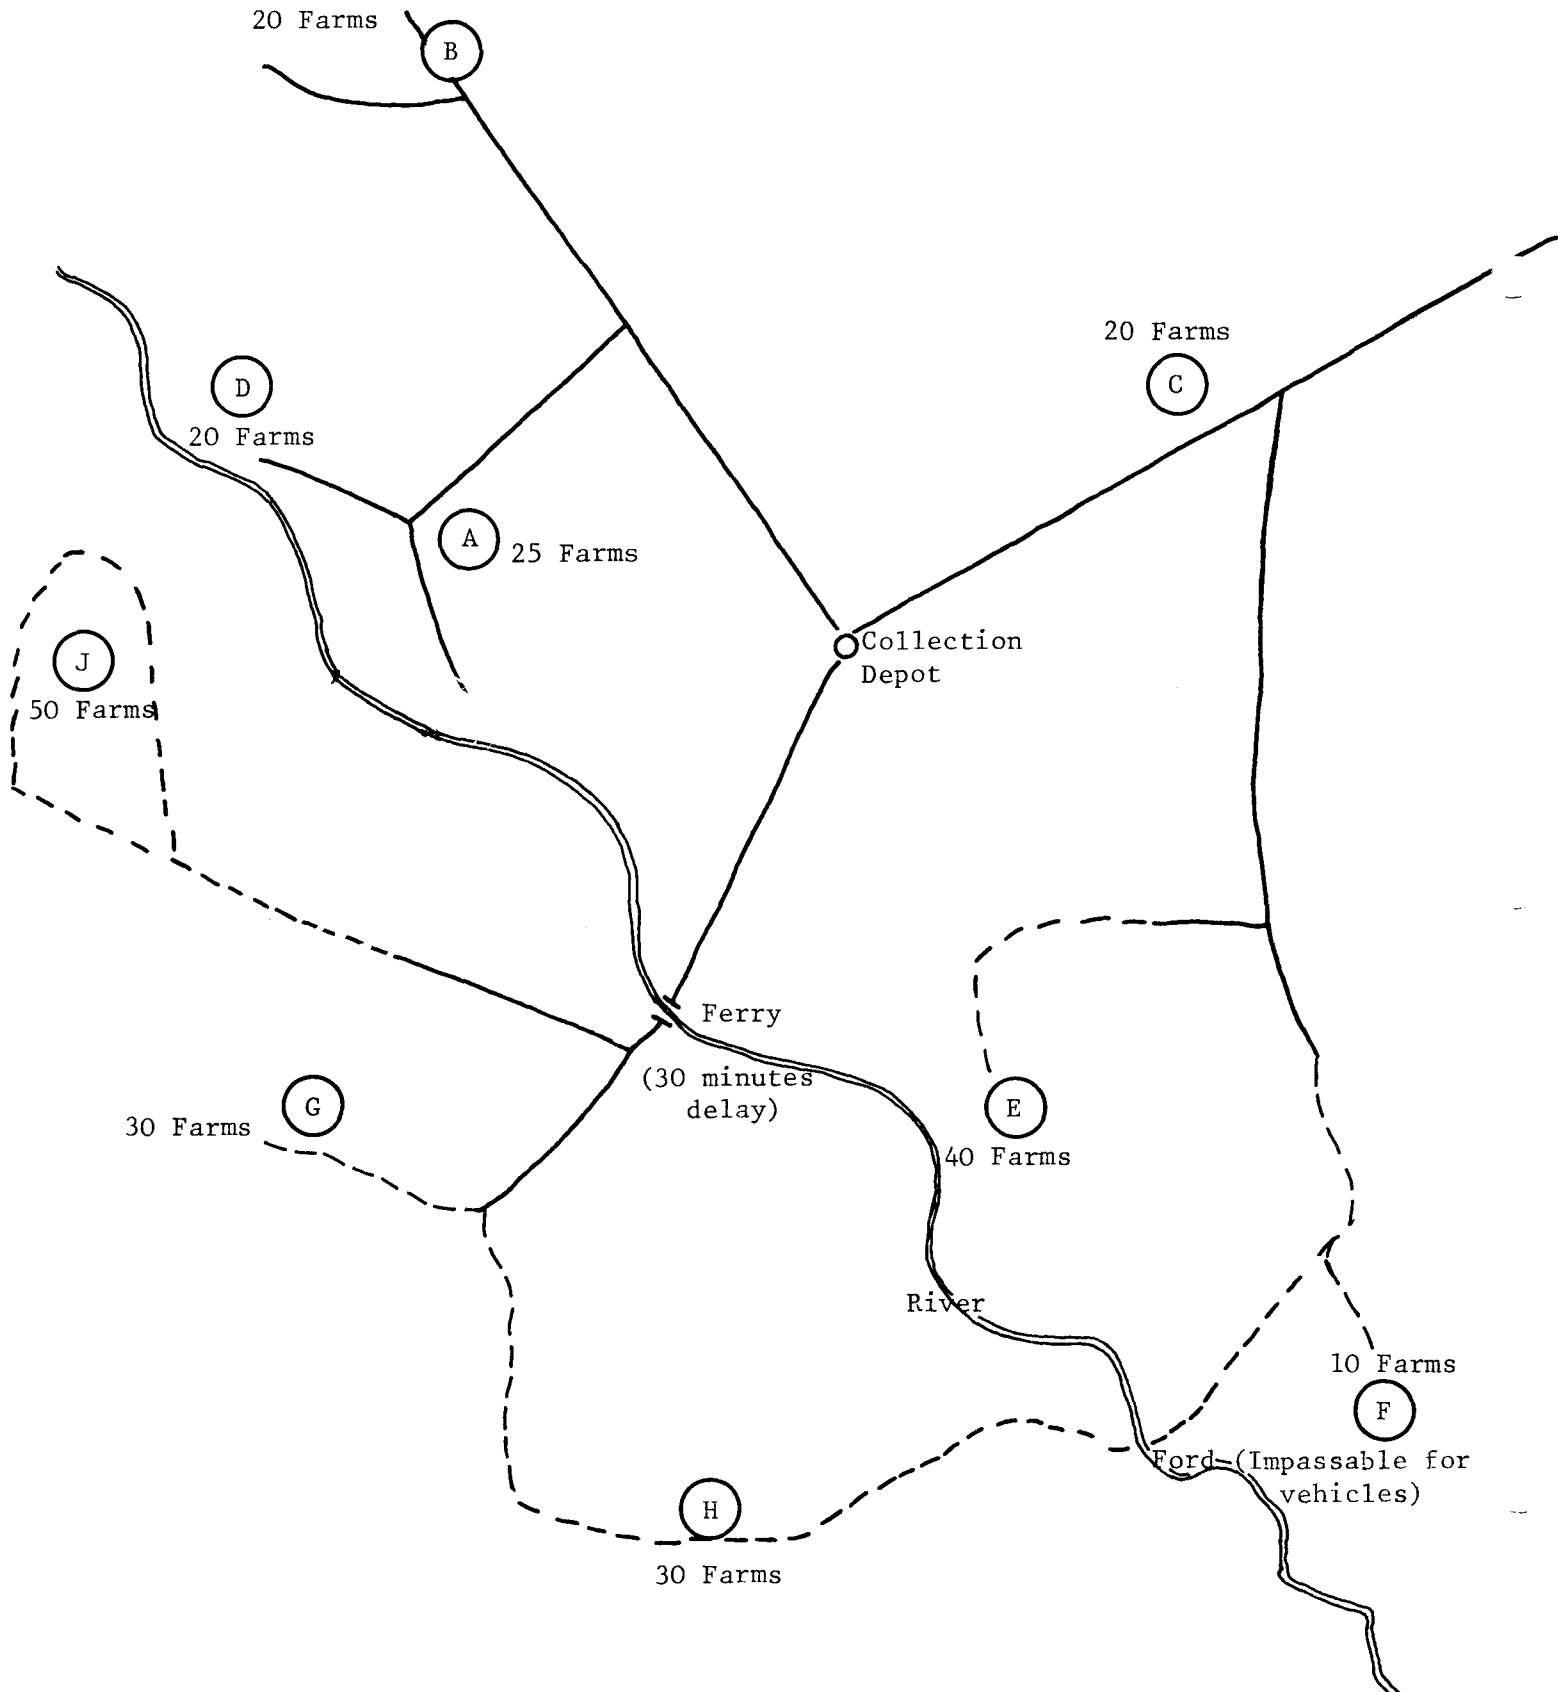 20 Farms
B
20 Farms
C
D
20 Farms
A
25 Farms
Collection
Depot
J
50 Farms
Ferry
(30 minutes
delay)
G
30 Farms
E
40 Farms
River
10 Farms
F
Ford (Impassable for
vehicles)
H
30 Farms